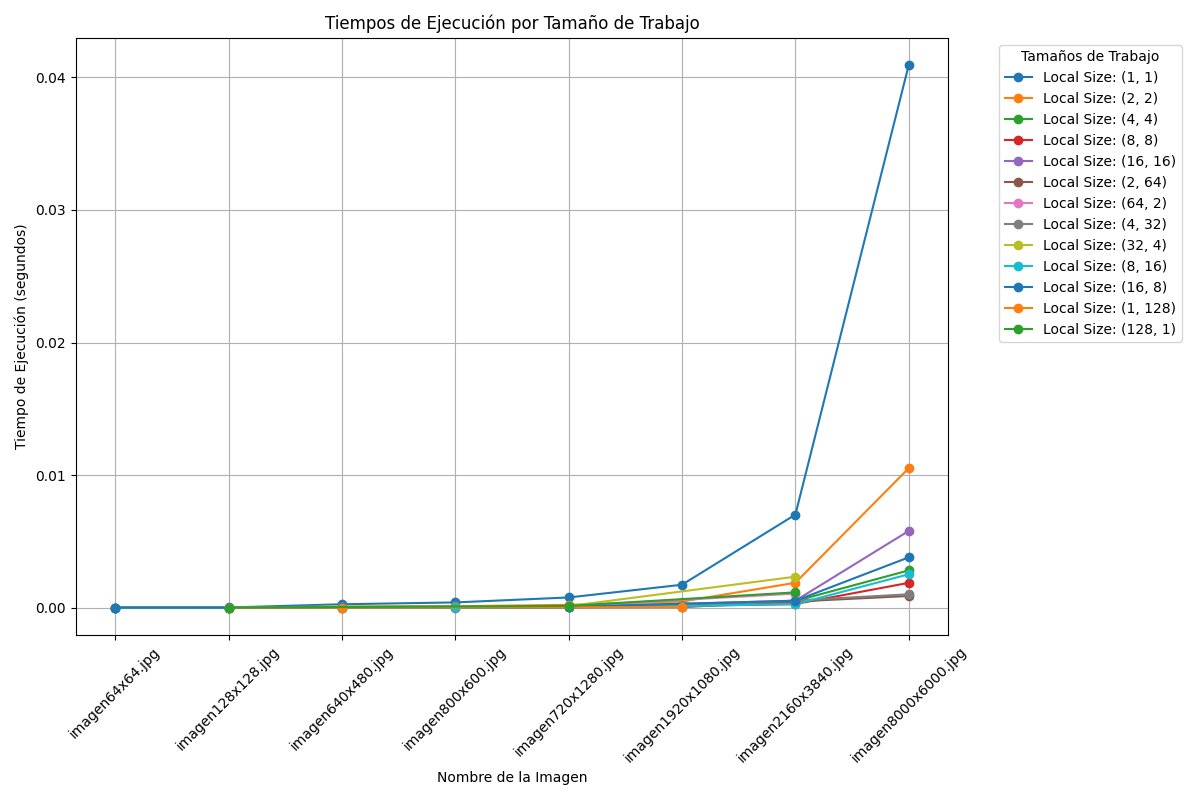 Tiempos de Ejecución por Tamaño de Trabajo
Tiempo de Ejecución (segundos)
0.04
0.03
0.02
0.01
0.00
imagen64x64.jpg
imagen128x128.jpg
imagen640x480.jpg
imagen800x600.jpg
imagen720x1280.jpg
imagen1920x1080.jpg
imagen2160x3840.jpg
imagen8000x6000.jpg
Nombre de la Imagen
Tamaños de Trabajo
Local Size: (1, 1)
Local Size: (2, 2)
Local Size: (4, 4)
Local Size: (8, 8)
Local Size: (16, 16)
Local Size: (2, 64)
Local Size: (64, 2)
Local Size: (4, 32)
Local Size: (32, 4)
Local Size: (8, 16)
Local Size: (16, 8)
Local Size: (1, 128)
Local Size: (128, 1)